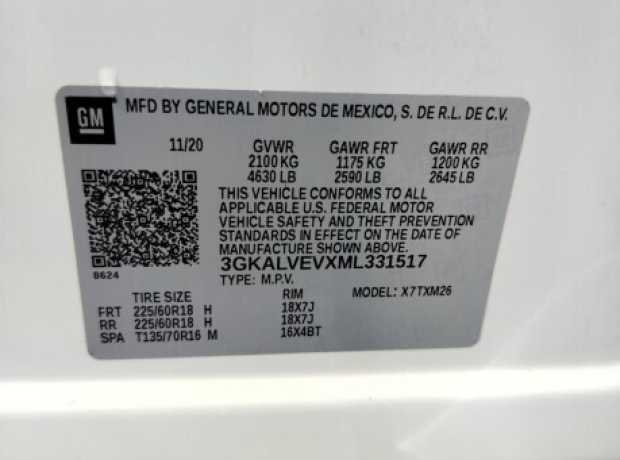 GM
MFD BY GENERAL MOTORS DE MEXICO, S. DE R.L. DE C.V.
11/20 GVWR GAWR FRT GAWR RR
2100 KG 1175 KG 1200 KG
4630 LB 2590 LB 2645 LB
THIS VEHICLE CONFORMS TO ALL
APPLICABLE U.S. FEDERAL MOTOR
VEHICLE SAFETY AND THEFT PREVENTION
STANDARDS IN EFFECT ON THE DATE OF
MANUFACTURE SHOWN ABOVE.
8624
3GKALVEVXML331517
TYPE: M.P.V.
TIRE SIZE RIM MODEL: X7TXM26
FRT 225/60R18 H 18X7J
RR 225/60R18 H 18X7J
SPA T135/70R16 M 16X4BT